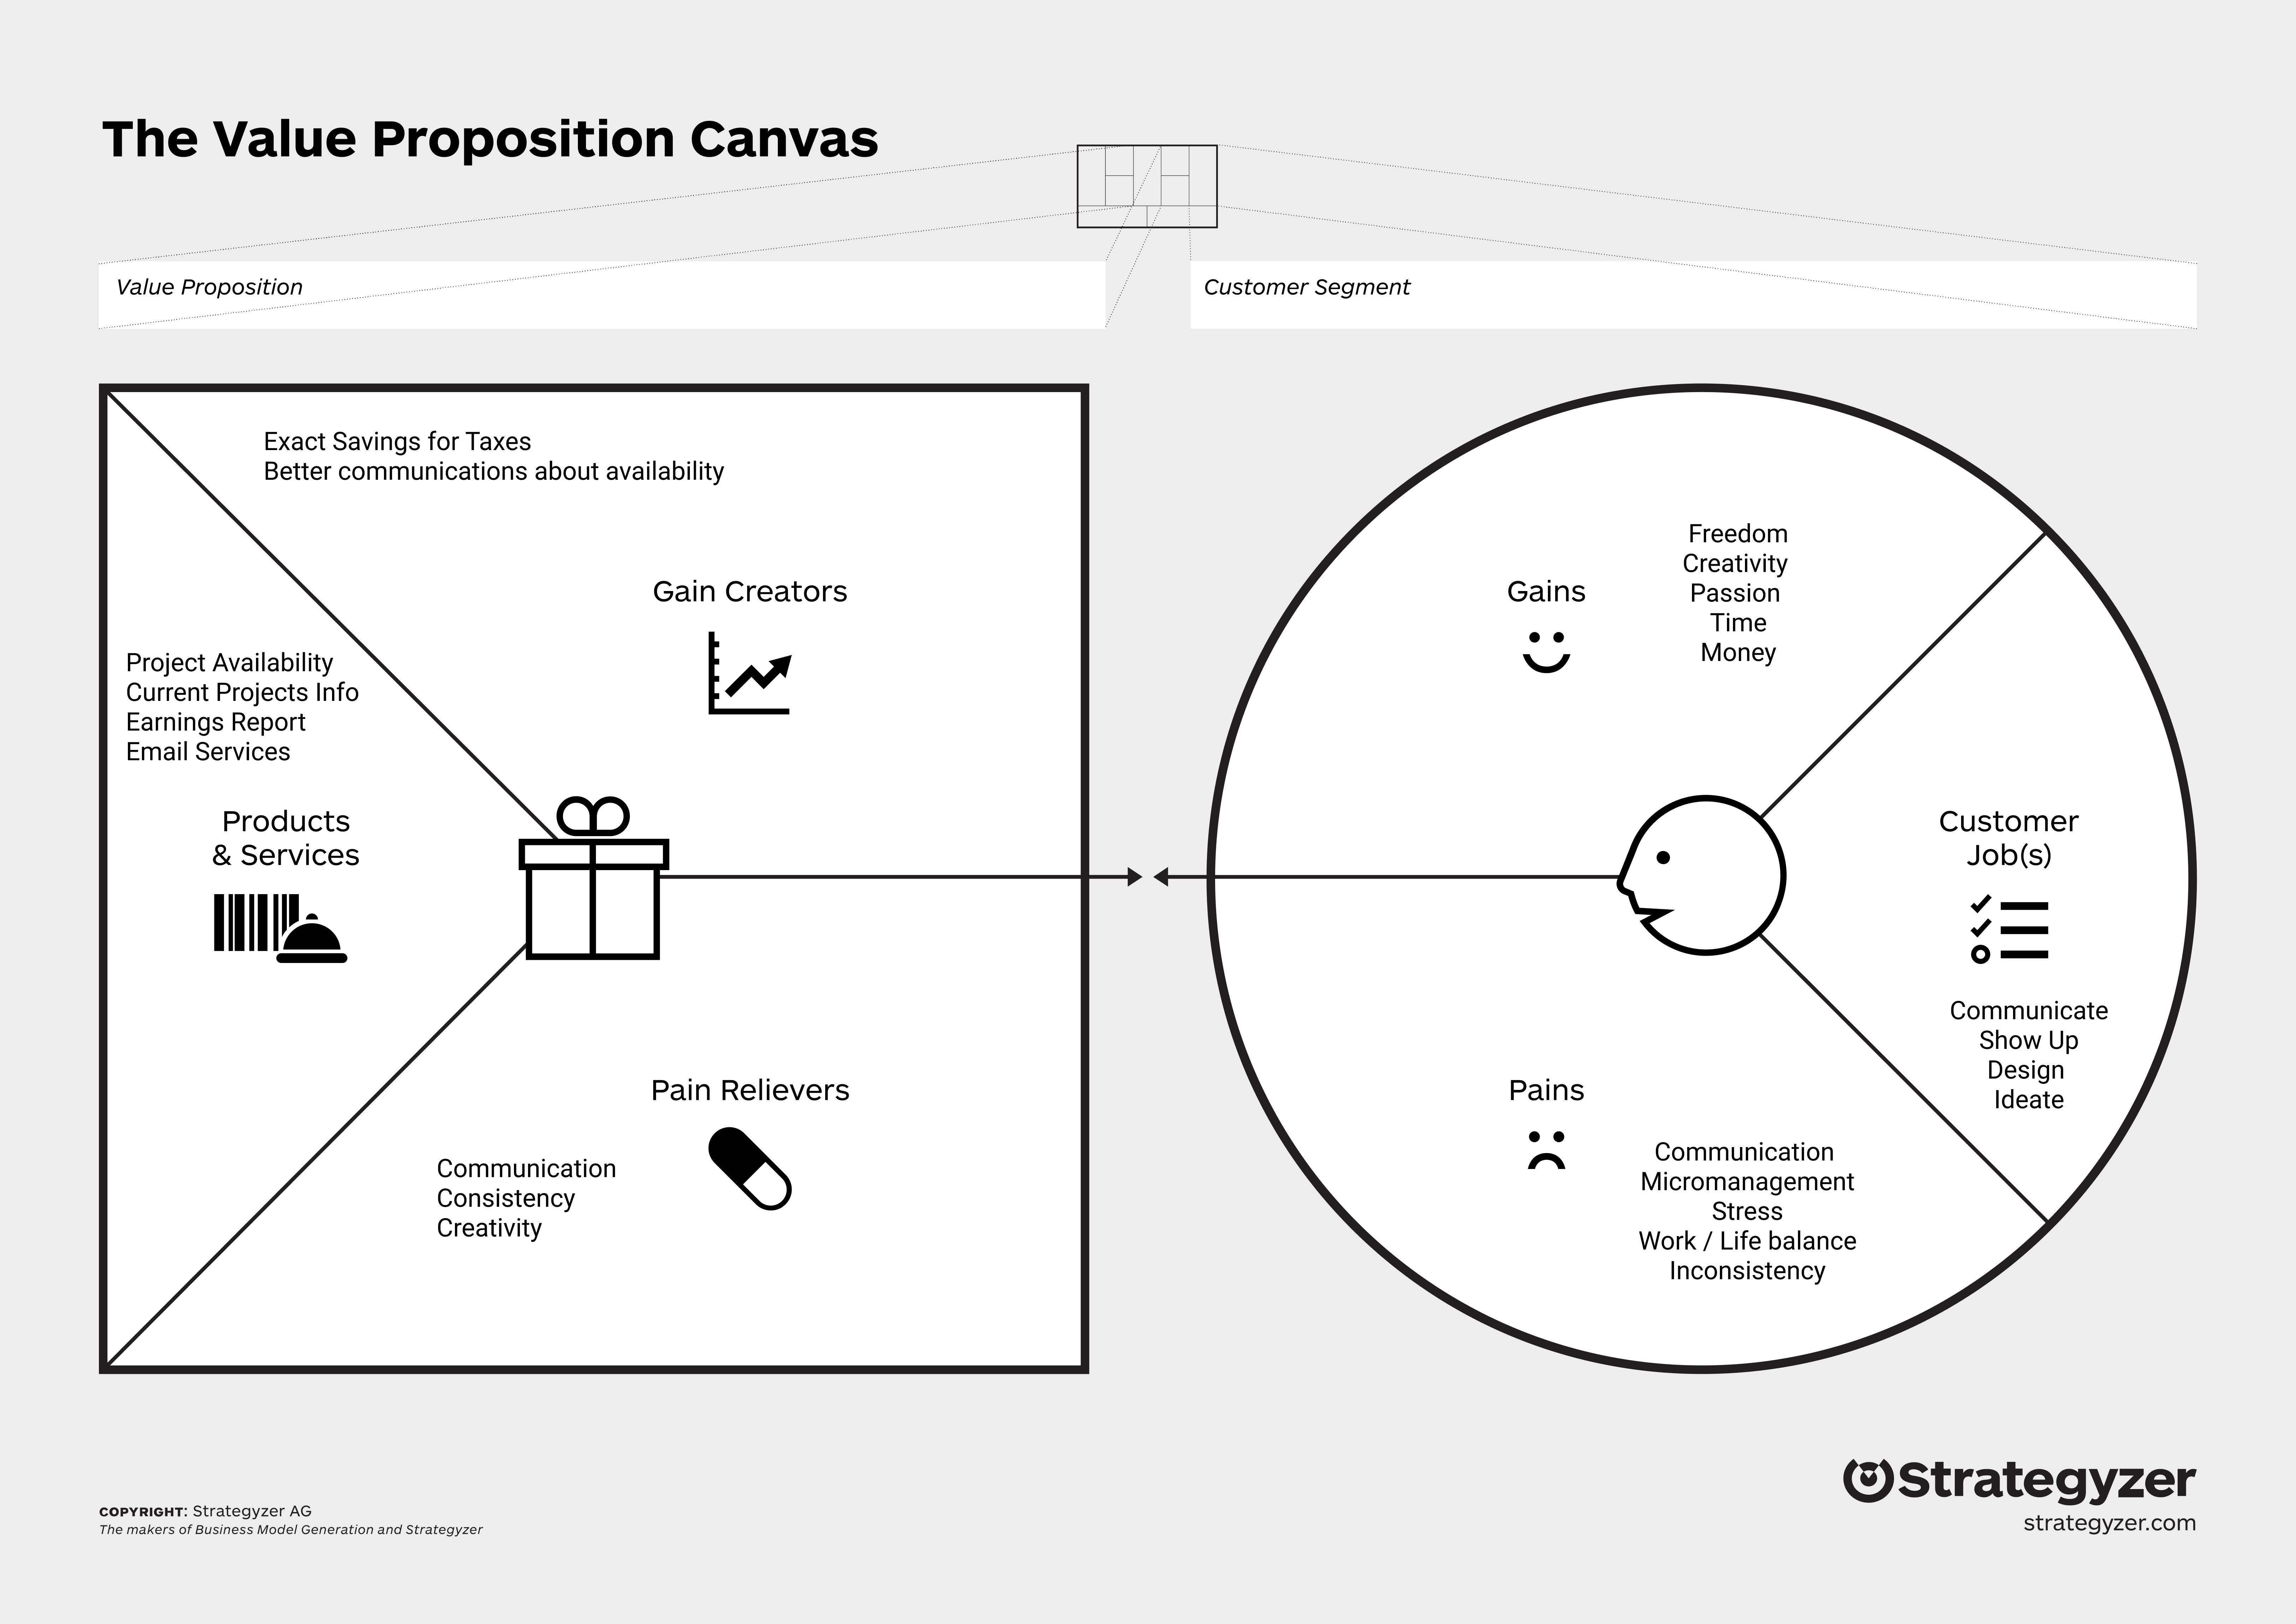 The Value Proposition Canvas
Value Proposition
Customer Segment
Exact Savings for Taxes
Better communications about availability
Gain Creators
Project Availability
Current Projects Info
Earnings Report
Email Services
Products
& Services
Pain Relievers
Communication
Consistency
Creativity
Gains
Freedom
Creativity
Passion
Time
Money
Customer
Job(s)
Communicate
Show Up
Design
Ideate
Pains
Communication
Micromanagement
Stress
Work / Life balance
Inconsistency
COPYRIGHT: Strategyzer AG
The makers of Business Model Generation and Strategyzer
Strategyzer
strategyzer.com